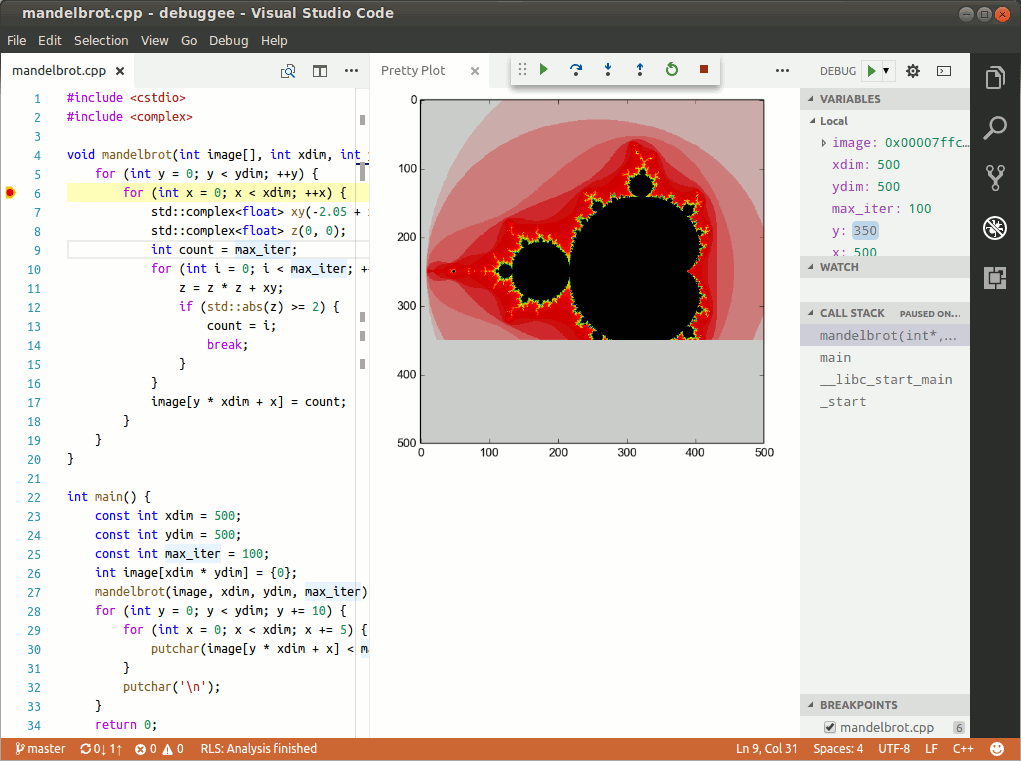 mandelbrot.cpp - debuggee - Visual Studio Code
File Edit Selection View Go Debug Help
mandelbrot.cpp
Pretty Plot
DEBUG
1 #include <cstdio>
2 #include <complex>
3
4 void mandelbrot(int image[], int xdim, int
5 for (int y = 0; y < ydim; ++y) {
6 for (int x = 0; x < xdim; ++x) {
7 std::complex<float> xy(-2.05 +
8 std::complex<float> z(0, 0);
9 int count = max_iter;
10 for (int i = 0; i < max_iter; +
11 z = z * z + xy;
12 if (std::abs(z) >= 2) {
13 count = i;
14 break;
15 }
16 }
17 image[y * xdim + x] = count;
18 }
19 }
20 }
21
22 int main() {
23 const int xdim = 500;
24 const int ydim = 500;
25 const int max_iter = 100;
26 int image[xdim * ydim] = {0};
27 mandelbrot(image, xdim, ydim, max_iter)
28 for (int y = 0; y < ydim; y += 10) {
29 for (int x = 0; x < xdim; x += 5) {
30 putchar(image[y * xdim + x] < m
31 }
32 putchar('\n');
33 }
34 return 0;
0
100
200
300
400
500
0 100 200 300 400 500
VARIABLES
Local
image: 0x00007ffc...
xdim: 500
ydim: 500
max_iter: 100
y: 350
x: 500
WATCH
CALL STACK PAUSED ON...
mandelbrot(int*,...
main
__libc_start_main
_start
BREAKPOINTS
mandelbrot.cpp 6
master 0↓ 1↑ 0 0 RLS: Analysis finished
Ln 9, Col 31 Spaces: 4 UTF-8 LF C++